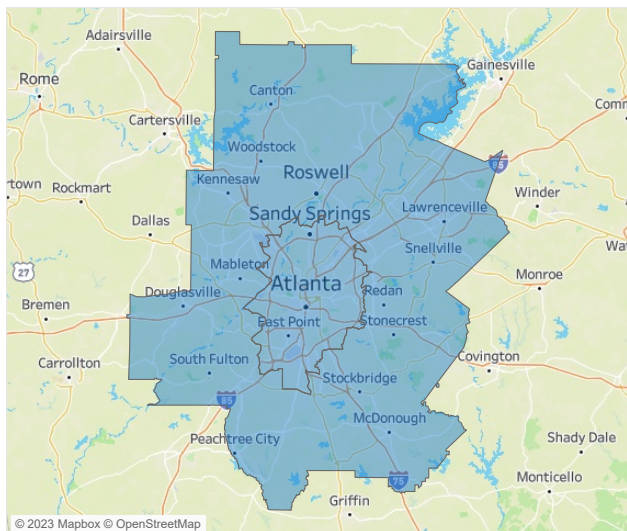 Adairsville
Rome
Gainesville
Canton
Comm
Cartersville
Woodstock
85
Roswell
Kennesaw
rtown
Rockmart
Winder
Sandy Springs
Lawrenceville
Dallas
Wat
Snellville
27
Mableton
Monroe
Atlanta
Redan
Douglasville
Bremen
East Point
Stonecrest
South Fulton
Covington
Carrollton
Stockbridge
85
McDonough
Peachtree City
Shady Dale
75
Monticello
Griffin
© 2023 Mapbox © OpenStreetMap